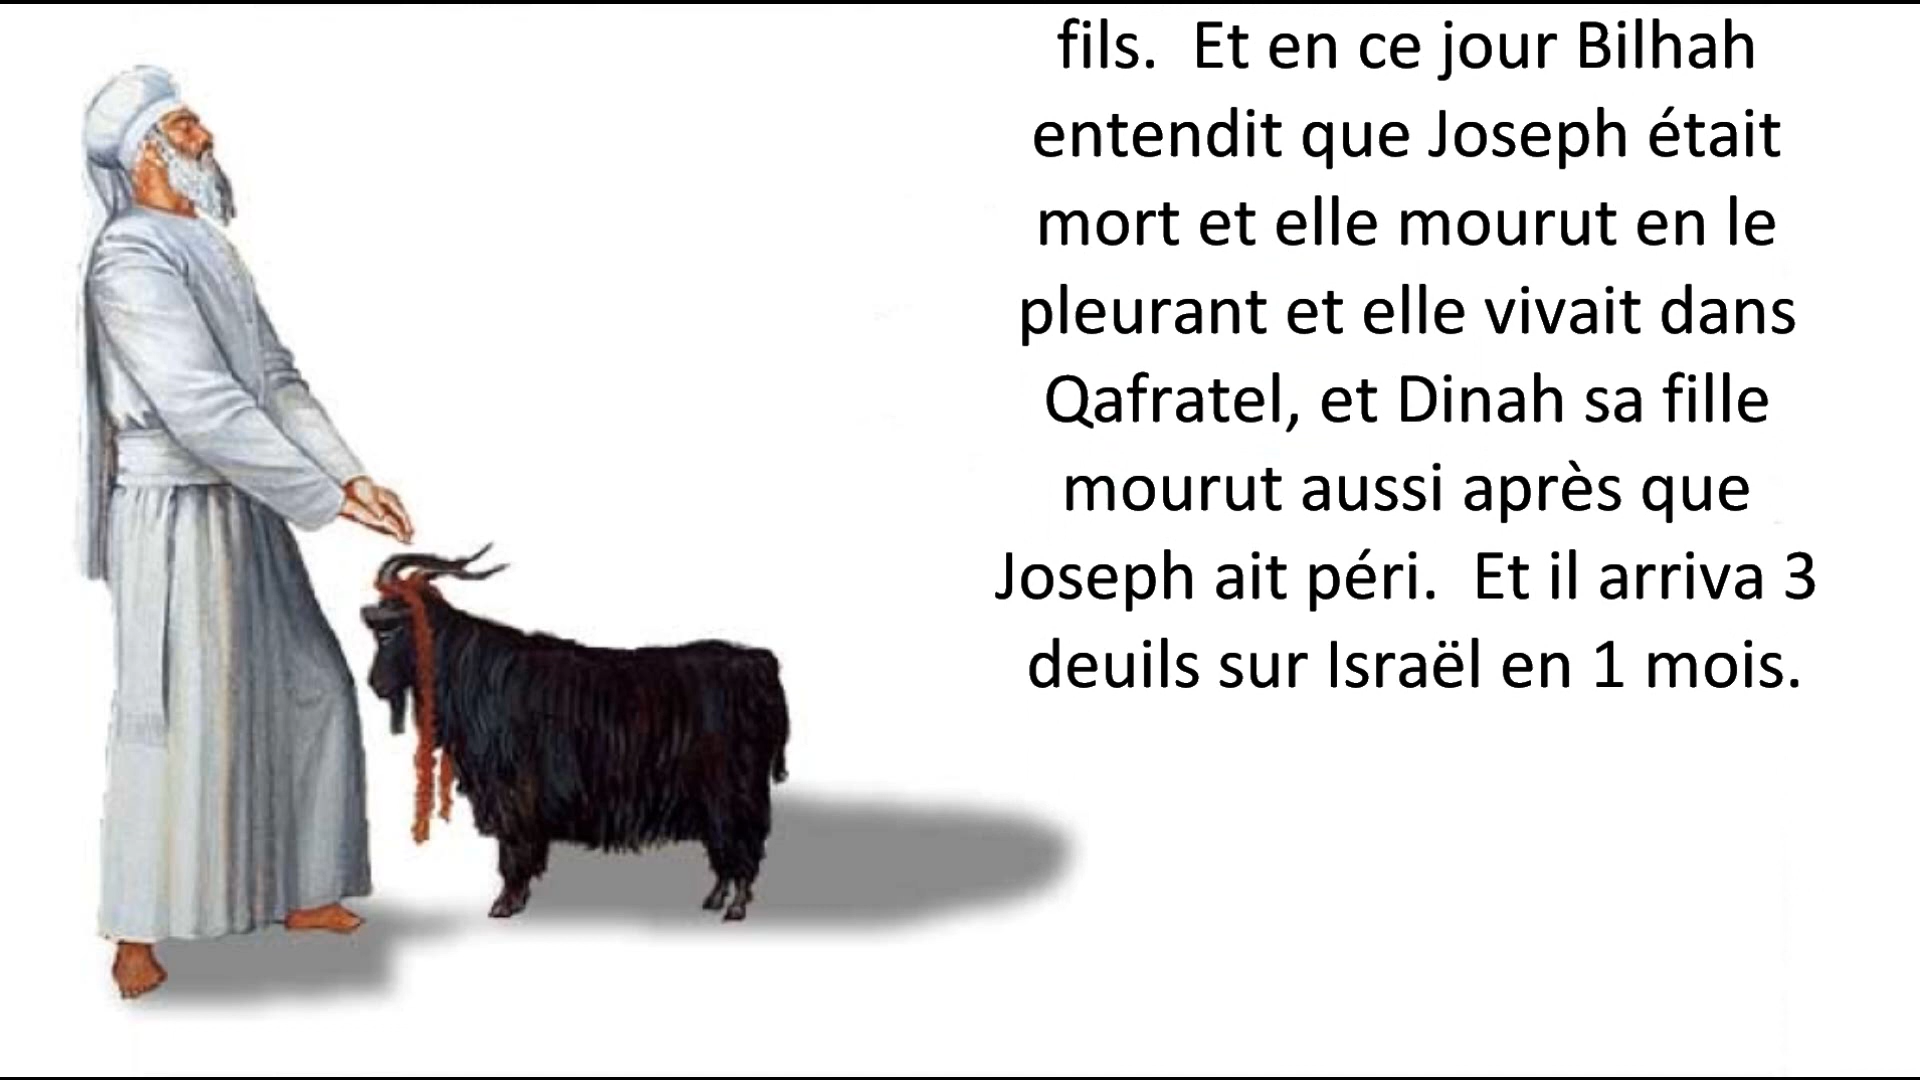 fils.  Et en ce jour Bilhah
entendit que Joseph était
mort et elle mourut en le
pleurant et elle vivait dans
Qafratel, et Dinah sa fille
mourut aussi après que
Joseph ait péri.  Et il arriva 3
deuils sur Israël en 1 mois.